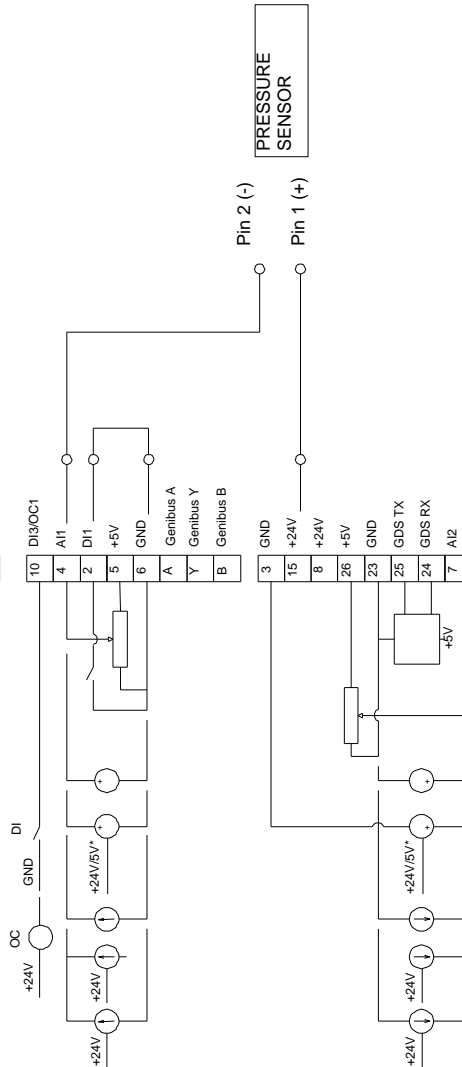 PRESSURE
SENSOR
Pin 2 (-)
Pin 1 (+)
DI
GND
OC
+24V
10 DI3/OC1
4 AI1
2 DI1
5 +5V
6 GND
A Genibus A
Y Genibus Y
B Genibus B
+
+
+24V/5V*
+24V
+24V
3 GND
15 +24V
8 +24V
26 +5V
23 GND
25 GDS TX
24 GDS RX
7 AI2
+5V
+
+
+24V/5V*
+24V
+24V